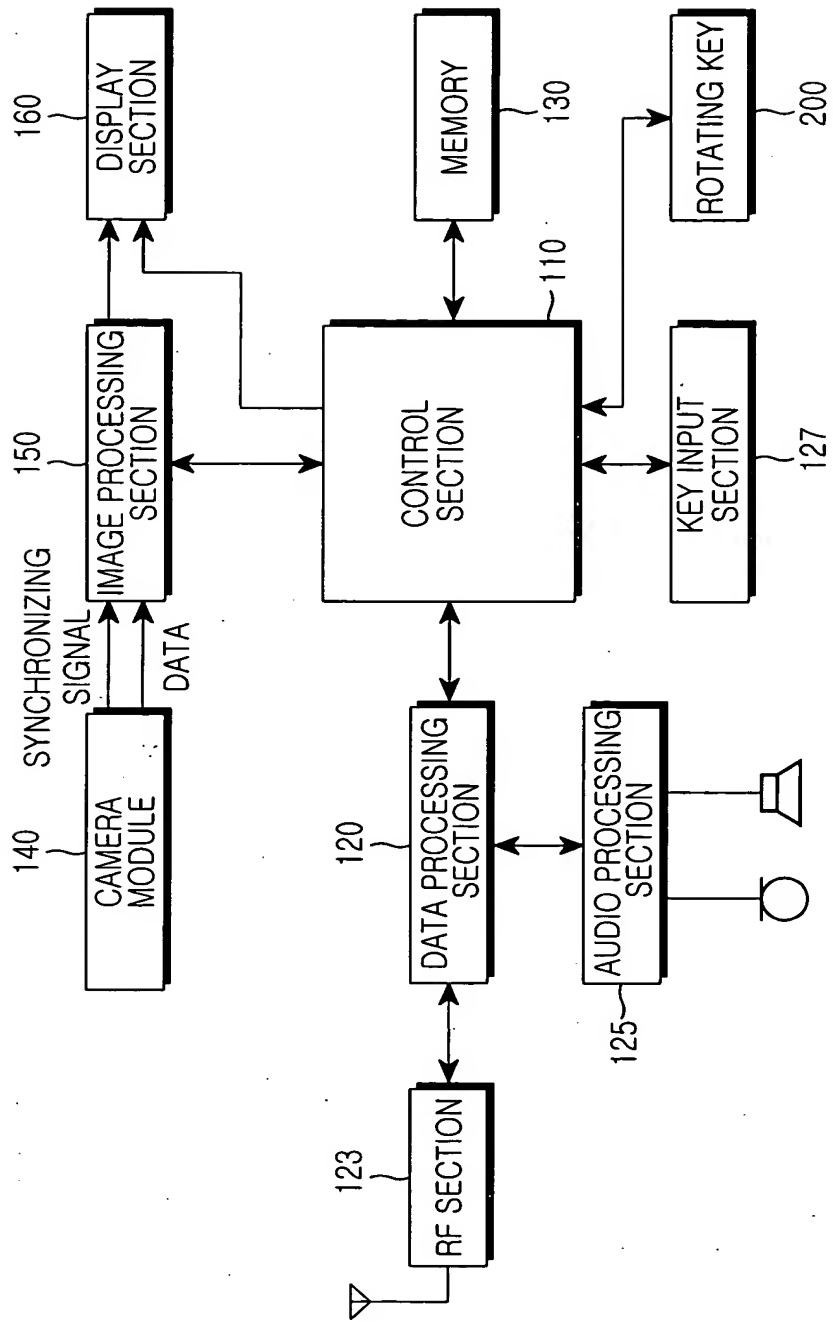 140
CAMERA
MODULE
SYNCHRONIZING
SIGNAL
DATA
150
IMAGE PROCESSING
SECTION
160
DISPLAY
SECTION
123
RF SECTION
120
DATA PROCESSING
SECTION
110
CONTROL
SECTION
130
MEMORY
125
AUDIO PROCESSING
SECTION
127
KEY INPUT
SECTION
200
ROTATING KEY